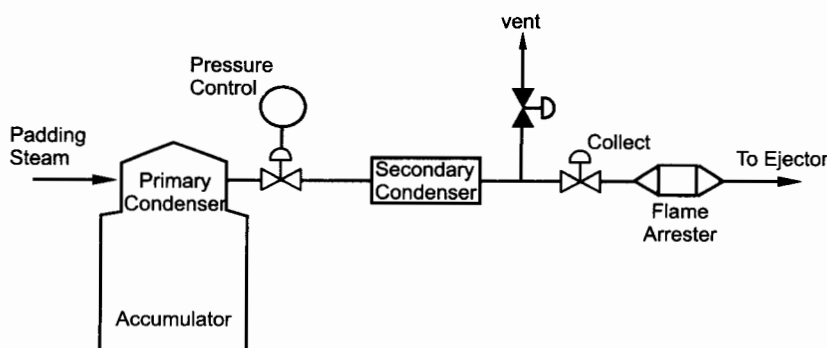 vent
Pressure
Control
Padding
Steam
Collect
To Ejector
Primary
Condenser
Secondary
Condenser
Flame
Arrester
Accumulator